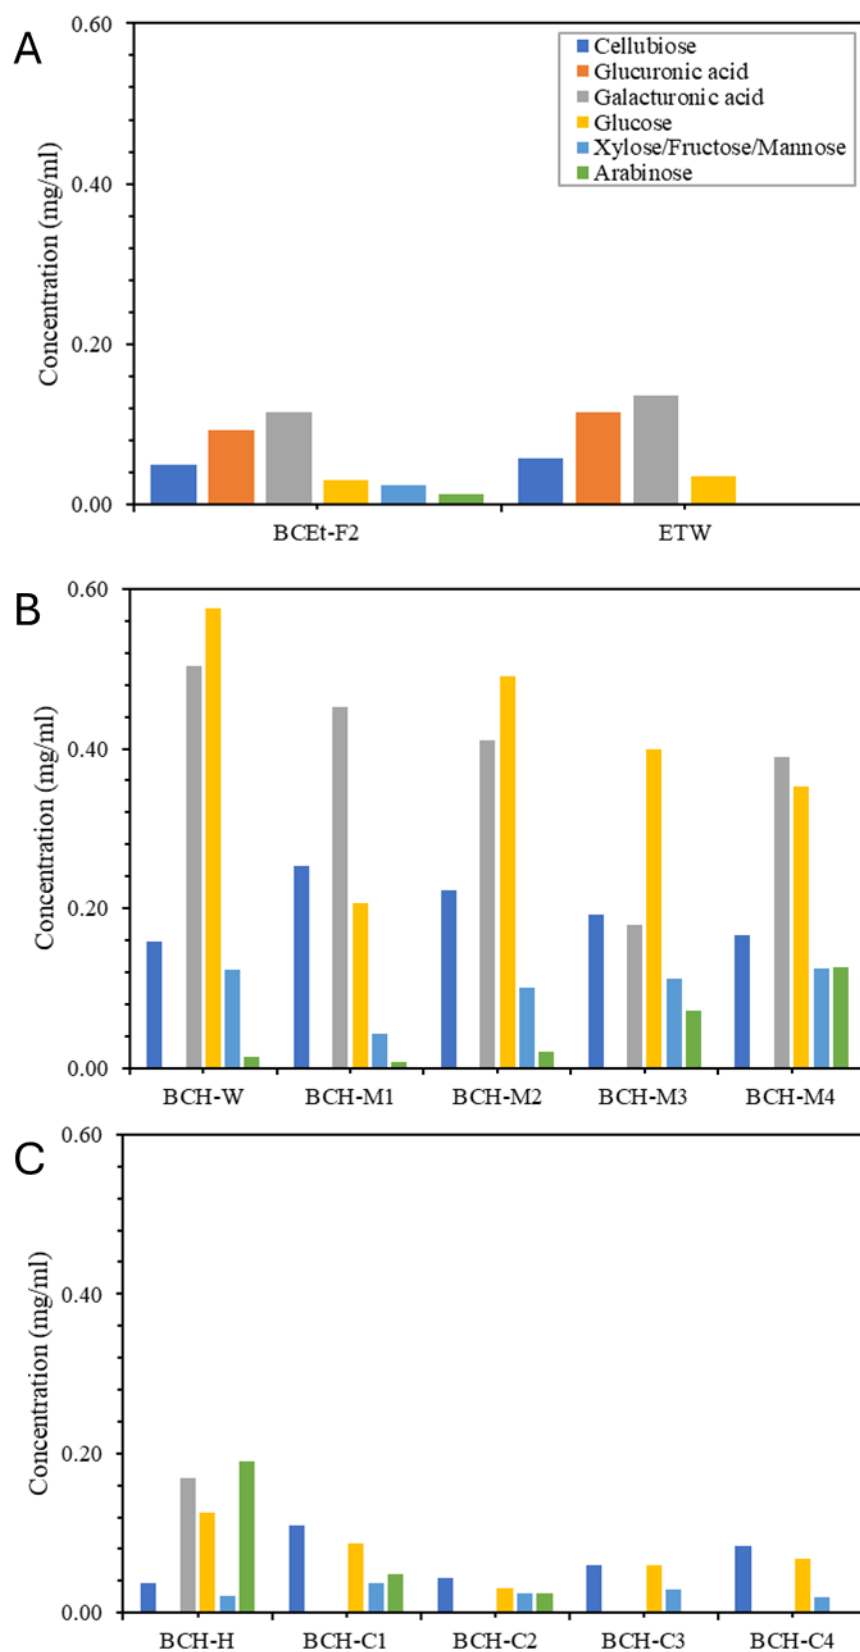 A
0.60
0.40
0.20
0.00
Concentration (mg/ml)
Cellubiose
Glucuronic acid
Galacturonic acid
Glucose
Xylose/Fructose/Mannose
Arabinose
BCEt-F2 ETW
B
0.60
0.40
0.20
0.00
Concentration (mg/ml)
BCH-W BCH-M1 BCH-M2 BCH-M3 BCH-M4
C
0.60
0.40
0.20
0.00
Concentration (mg/ml)
BCH-H BCH-C1 BCH-C2 BCH-C3 BCH-C4